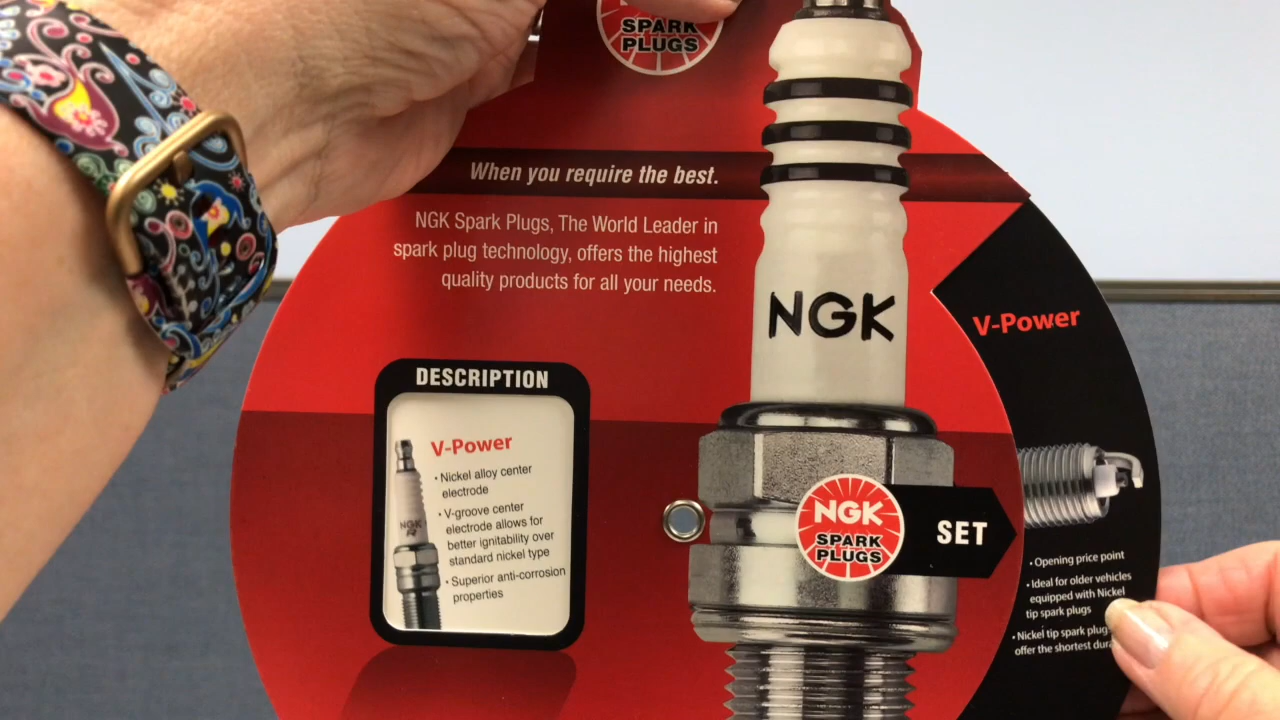 SPARK
PLUGS
When you require the best.
NGK Spark Plugs, The World Leader in
spark plug technology, offers the highest
quality products for all your needs.
NGK
V-Power
DESCRIPTION
V-Power
• Nickel alloy center
electrode
• V-groove center
electrode allows for
better ignitability over
standard nickel type
• Superior anti-corrosion
properties
NGK
R
NGK
SPARK
PLUGS
SET
• Opening price point
• Ideal for older vehicles
equipped with Nickel
tip spark plugs
• Nickel tip spark plug
offer the shortest